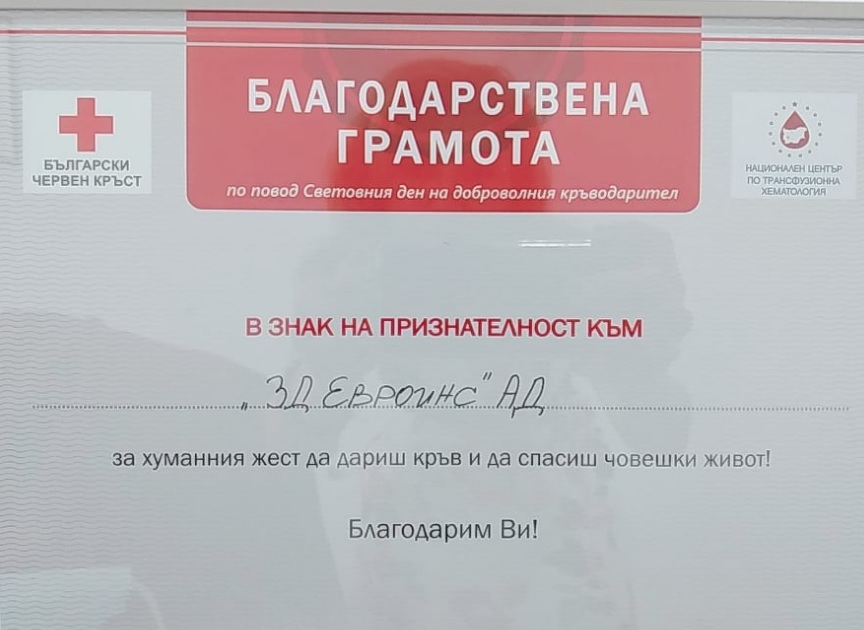 БЛАГОДАРСТВЕНА
ГРАМОТА
по повод Световния ден на доброволния кръводарител
БЪЛГАРСКИ
ЧЕРВЕН КРЪСТ
НАЦИОНАЛЕН ЦЕНТЪР
ПО ТРАНСФУЗИОННА
ХЕМАТОЛОГИЯ
В ЗНАК НА ПРИЗНАТЕЛНОСТ КЪМ
„ЗД ЕВРОИНС" АД
за хуманния жест да дариш кръв и да спасиш човешки живот!
Благодарим Ви!